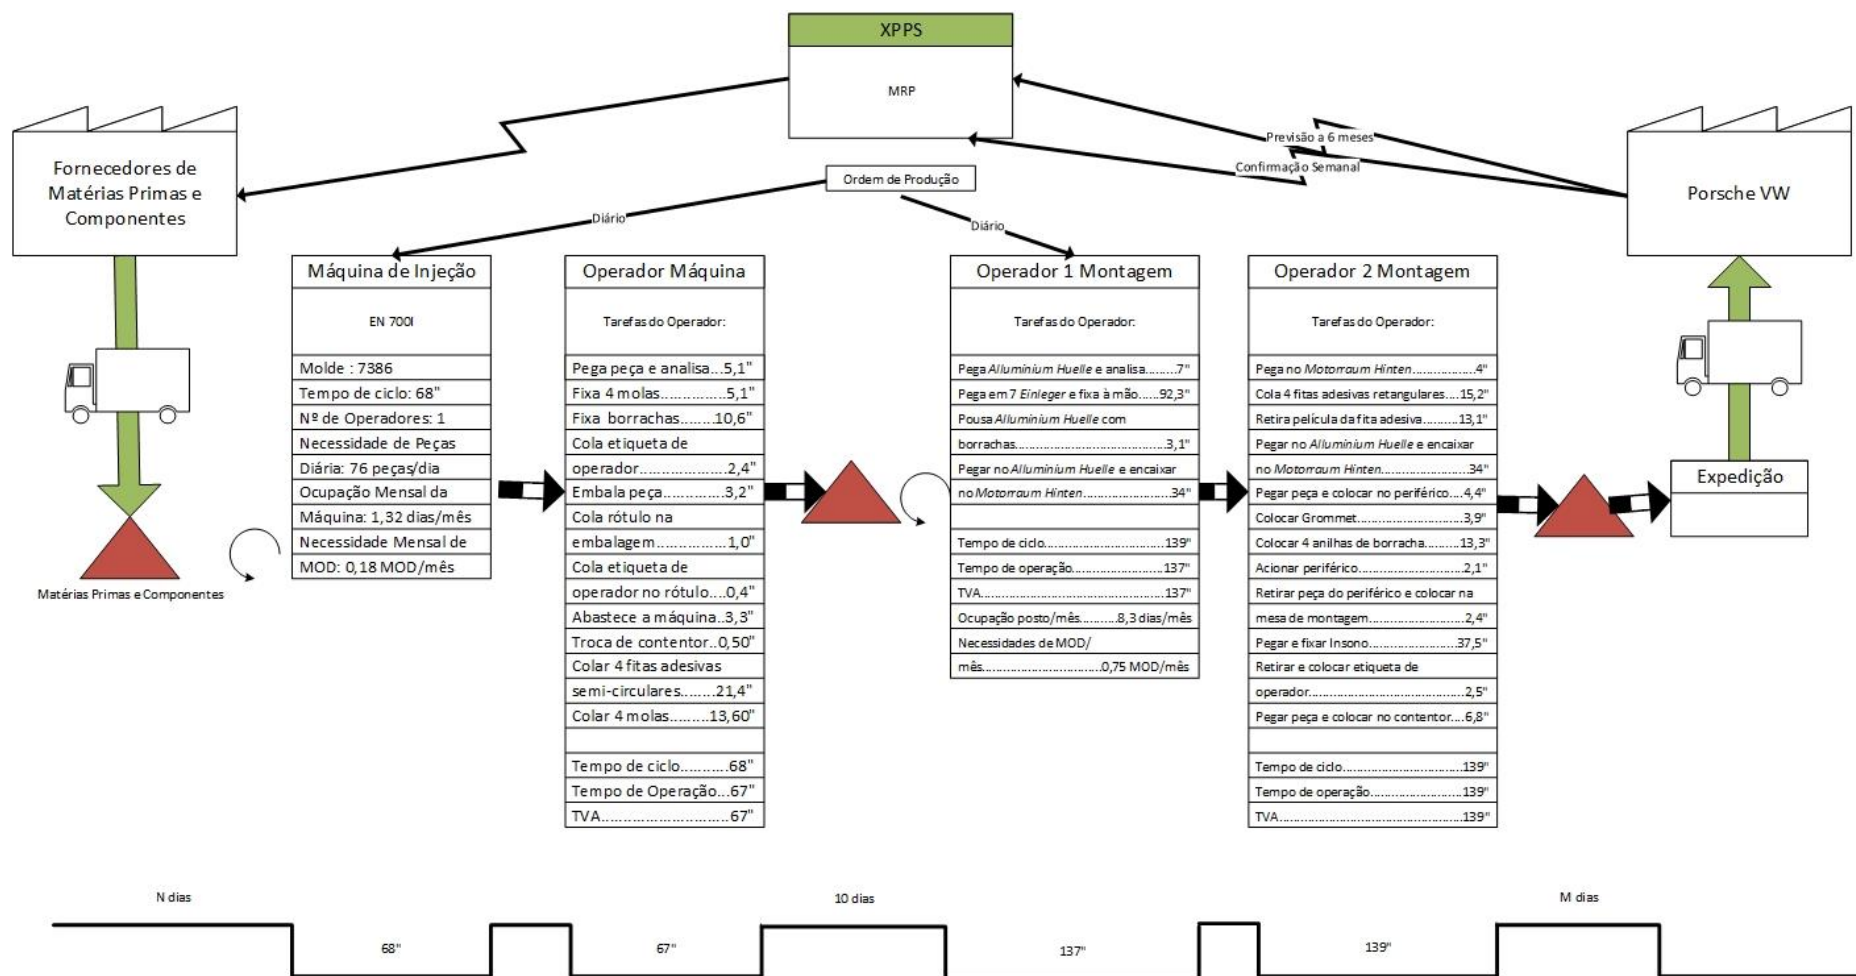 XPPS
MRP
Fornecedores de
Matérias Primas e
Componentes
Previsão a 6 meses
Confirmação Semanal
Porsche VW
Ordem de Produção
Diário
Diário
Máquina de Injeção
EN 700I
Molde : 7386
Tempo de ciclo: 68"
Nº de Operadores: 1
Necessidade de Peças
Diária: 76 peças/dia
Ocupação Mensal da
Máquina: 1,32 dias/mês
Necessidade Mensal de
MOD: 0,18 MOD/mês
Matérias Primas e Componentes
Operador Máquina
Tarefas do Operador:
Pega peça e analisa...5,1"
Fixa 4 molas...............5,1"
Fixa borrachas.........10,6"
Cola etiqueta de
operador..............2,4"
Embala peça..............3,2"
Cola rótulo na
embalagem..............1,0"
Cola etiqueta de
operador no rótulo....0,4"
Abastece a máquina..3,3"
Troca de contentor..0,50"
Colar 4 fitas adesivas
semi-circulares........21,4"
Colar 4 molas.........13,60"
Tempo de ciclo..........68"
Tempo de Operação...67"
TVA............................67"
Operador 1 Montagem
Tarefas do Operador:
Pega Alluminium Huelle e analisa.........7"
Pega em 7 Einleger e fixa à mão.....92,3"
Pousa Alluminium Huelle com
borrachas........................................3,1"
Pegar no Alluminium Huelle e encaixar
no Motorraum Hinten......................34"
Tempo de ciclo................................139"
Tempo de operação.........................137"
TVA..................................................137"
Ocupação posto/mês..........8,3 dias/mês
Necessidades de MOD/
mês................................0,75 MOD/mês
Operador 2 Montagem
Tarefas do Operador:
Pega no Motorraum Hinten.................4"
Cola 4 fitas adesivas retangulares....15,2"
Retira película da fita adesiva..........13,1"
Pegar no Alluminium Huelle e encaixar
no Motorraum Hinten.......................34"
Pegar peça e colocar no periférico....4,4"
Colocar Grommet.............................3,9"
Colocar 4 anilhas de borracha.........13,3"
Acionar periférico.............................2,1"
Retirar peça do periférico e colocar na
mesa de montagem.........................2,4"
Pegar e fixar Insono.......................37,5"
Retirar e colocar etiqueta de
operador..........................................2,5"
Pegar peça e colocar no contentor....6,8"
Tempo de ciclo................................139"
Tempo de operação.........................139"
TVA..................................................139"
Expedição
N dias
10 dias
M dias
68"
67"
137"
139"